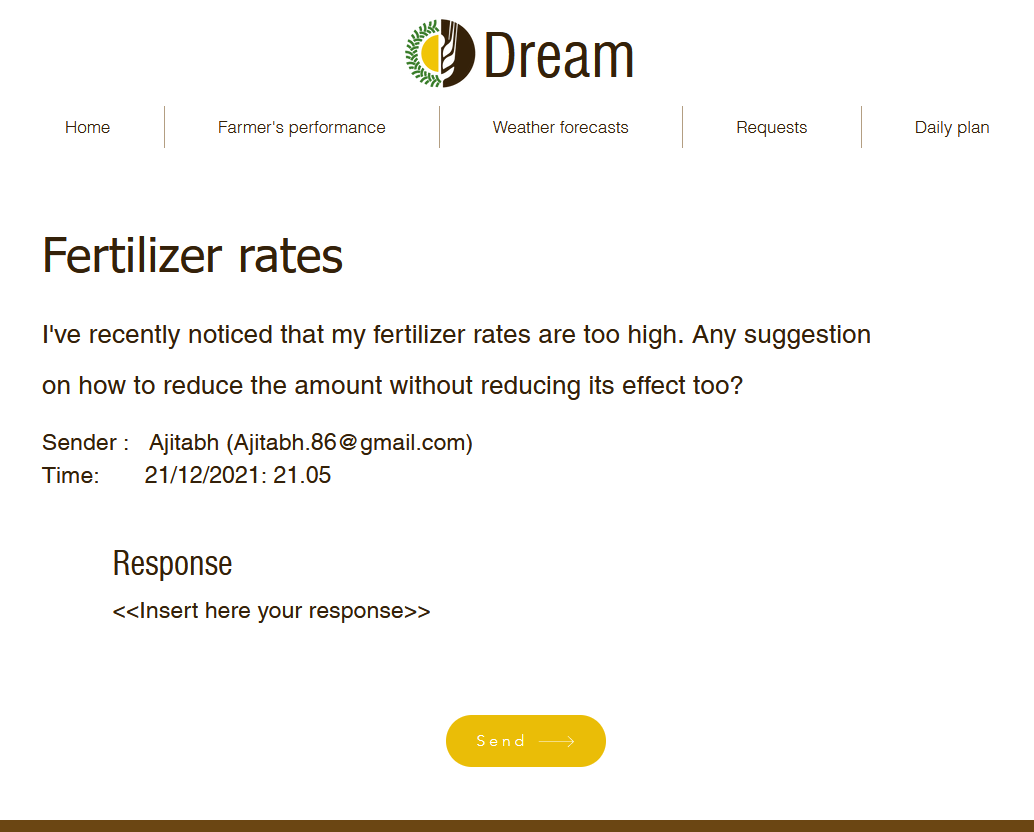 Dream
Home
Farmer's performance
Weather forecasts
Requests
Daily plan
Fertilizer rates
I've recently noticed that my fertilizer rates are too high. Any suggestion
on how to reduce the amount without reducing its effect too?
Sender : Ajitabh (Ajitabh.86@gmail.com)
Time: 21/12/2021: 21.05
Response
<<Insert here your response>>
Send